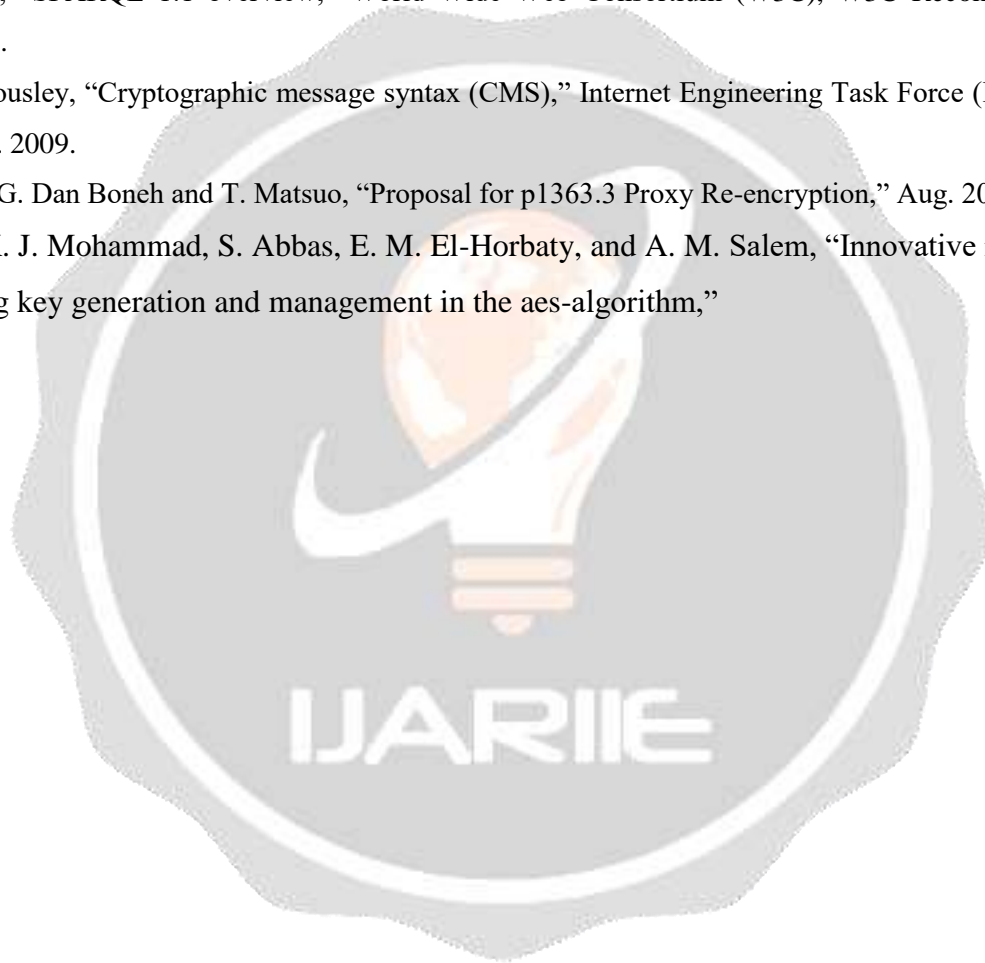 SPARQL 1.1 overview,” World Wide Web Consortium (W3C), W3C Recom
.
ousley, “Cryptographic message syntax (CMS),” Internet Engineering Task Force (
. 2009.
G. Dan Boneh and T. Matsuo, “Proposal for p1363.3 Proxy Re-encryption,” Aug. 20
. J. Mohammad, S. Abbas, E. M. El-Horbaty, and A. M. Salem, “Innovative
g key generation and management in the aes-algorithm,”
IJARIIE